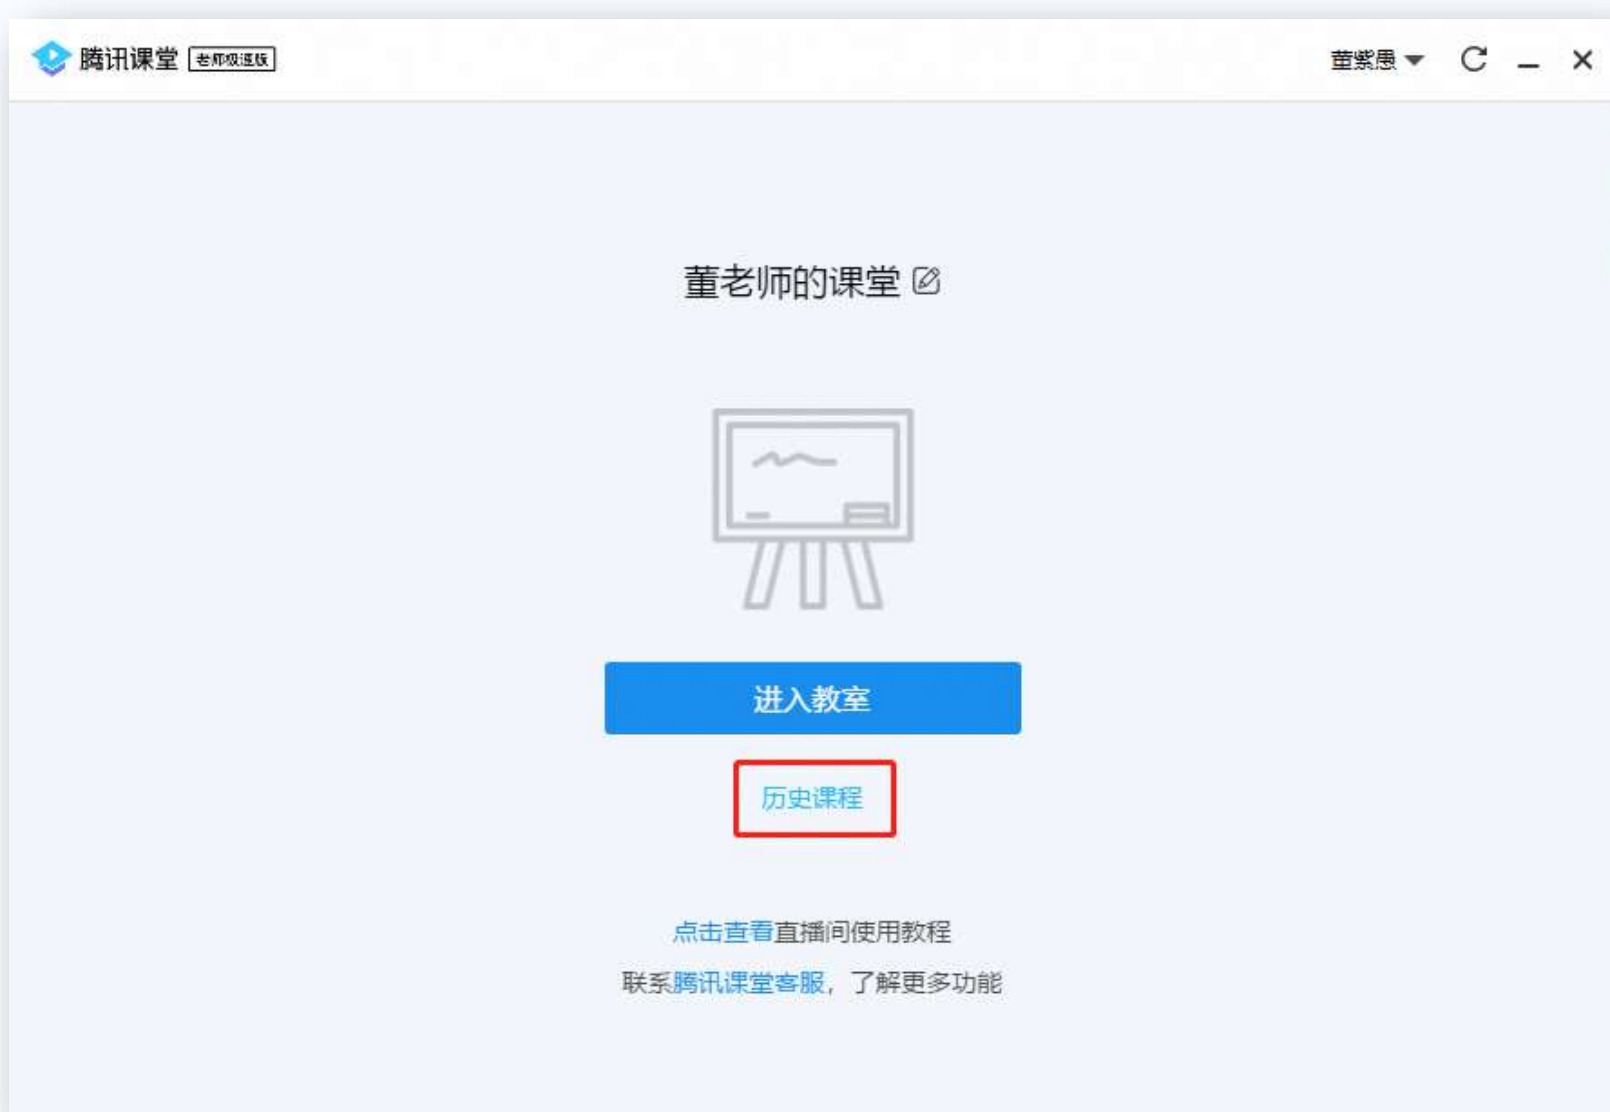 腾讯课堂 老师极速版
董紫愚
董老师的课堂
进入教室
历史课程
点击查看直播间使用教程
联系腾讯课堂客服，了解更多功能